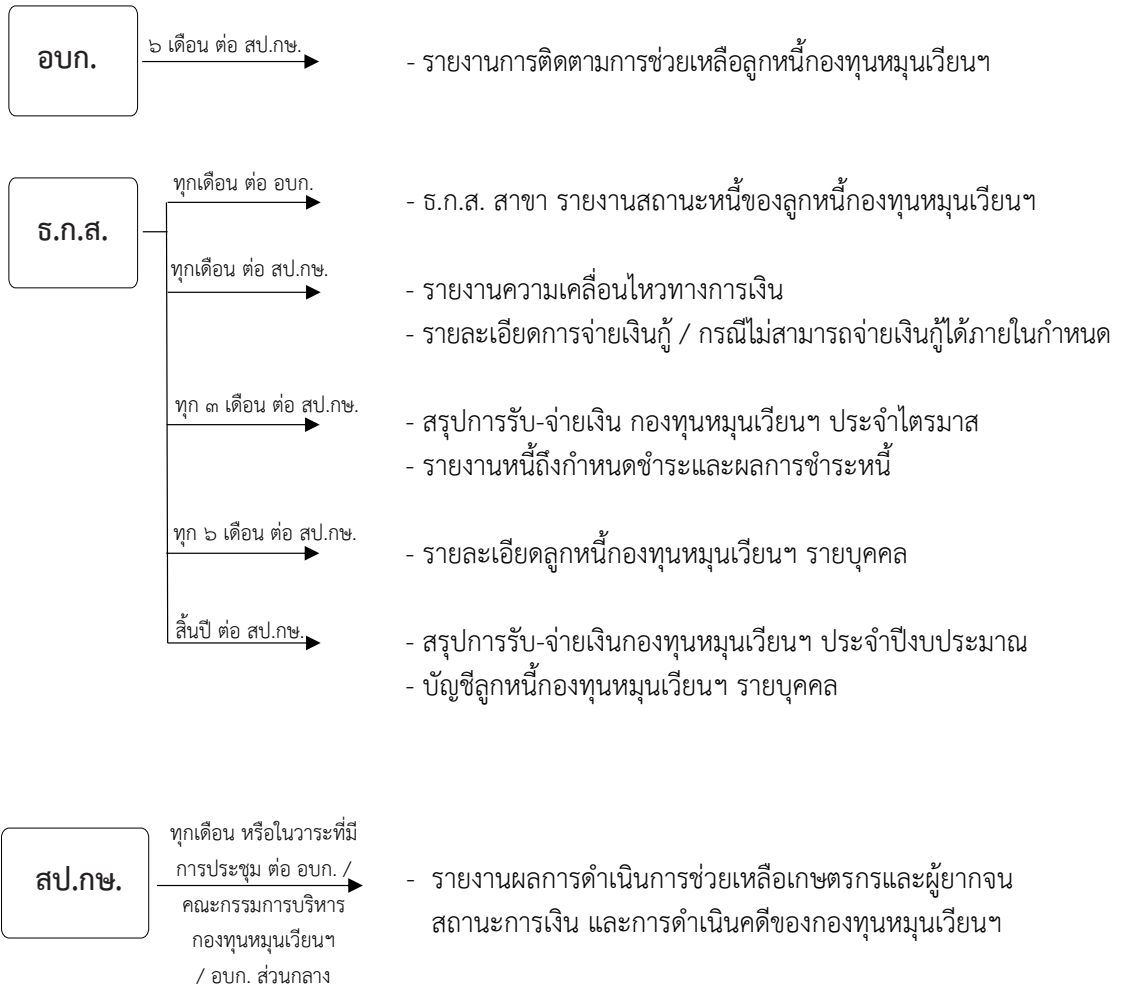 อบก.
๖ เดือน ต่อ สป.กษ.
- รายงานการติดตามการช่วยเหลือลูกหนี้กองทุนหมุนเวียนฯ
ธ.ก.ส.
ทุกเดือน ต่อ อบก.
- ธ.ก.ส. สาขา รายงานสถานะหนี้ของลูกหนี้กองทุนหมุนเวียนฯ
ทุกเดือน ต่อ สป.กษ.
- รายงานความเคลื่อนไหวทางการเงิน
- รายละเอียดการจ่ายเงินกู้ / กรณีไม่สามารถจ่ายเงินกู้ได้ภายในกำหนด
ทุก ๓ เดือน ต่อ สป.กษ.
- สรุปการรับ-จ่ายเงิน กองทุนหมุนเวียนฯ ประจำไตรมาส
- รายงานหนี้ถึงกำหนดชำระและผลการชำระหนี้
ทุก ๖ เดือน ต่อ สป.กษ.
- รายละเอียดลูกหนี้กองทุนหมุนเวียนฯ รายบุคคล
สิ้นปี ต่อ สป.กษ.
- สรุปการรับ-จ่ายเงินกองทุนหมุนเวียนฯ ประจำปีงบประมาณ
- บัญชีลูกหนี้กองทุนหมุนเวียนฯ รายบุคคล
สป.กษ.
ทุกเดือน หรือในวาระที่มี
การประชุม ต่อ อบก. /
คณะกรรมการบริหาร
กองทุนหมุนเวียนฯ
/ อบก. ส่วนกลาง
- รายงานผลการดำเนินการช่วยเหลือเกษตรกรและผู้ยากจน
สถานะการเงิน และการดำเนินคดีของกองทุนหมุนเวียนฯ